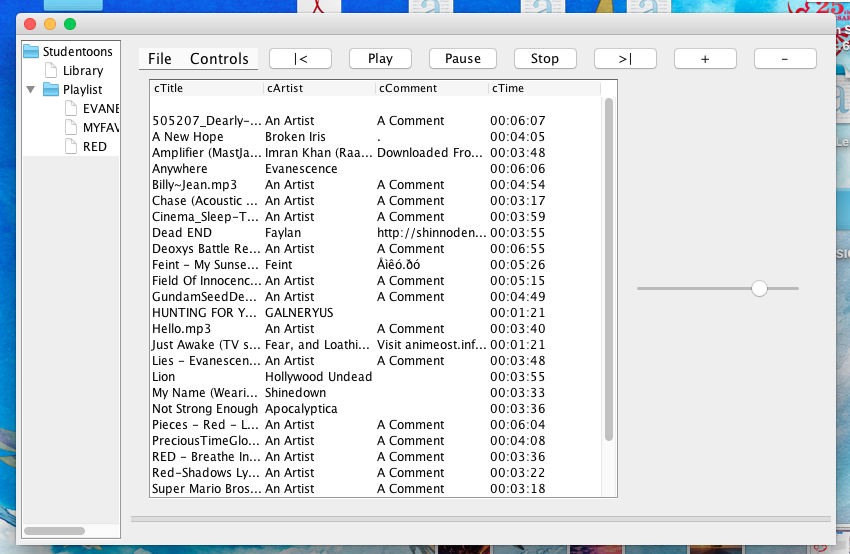 25
Studentoons
Library
Playlist
EVANE
MYFAV
RED
File Controls |< Play Pause Stop >| + -
cTitle cArtist cComment cTime
505207_Dearly-... An Artist A Comment 00:06:07
A New Hope Broken Iris . 00:04:05
Amplifier (MastJa... Imran Khan (Raa... Downloaded Fro... 00:03:48
Anywhere Evanescence 00:06:06
Billy~Jean.mp3 An Artist A Comment 00:04:54
Chase (Acoustic ... An Artist A Comment 00:03:17
Cinema_Sleep-T... An Artist A Comment 00:03:59
Dead END Faylan http://shinnoden... 00:03:55
Deoxys Battle Re... An Artist A Comment 00:06:55
Feint - My Sunse... Feint Åìêó.ðó 00:05:26
Field Of Innocenc... An Artist A Comment 00:05:15
GundamSeedDe... An Artist A Comment 00:04:49
HUNTING FOR Y... GALNERYUS 00:01:21
Hello.mp3 An Artist A Comment 00:03:40
Just Awake (TV s... Fear, and Loathi... Visit animeost.inf... 00:01:21
Lies - Evanescen... An Artist A Comment 00:03:48
Lion Hollywood Undead 00:03:55
My Name (Weari... Shinedown 00:03:33
Not Strong Enough Apocalyptica 00:03:36
Pieces - Red - L... An Artist A Comment 00:06:04
PreciousTimeGlo... An Artist A Comment 00:04:08
RED - Breathe In... An Artist A Comment 00:03:36
Red-Shadows Ly... An Artist A Comment 00:03:22
Super Mario Bros... An Artist A Comment 00:03:18